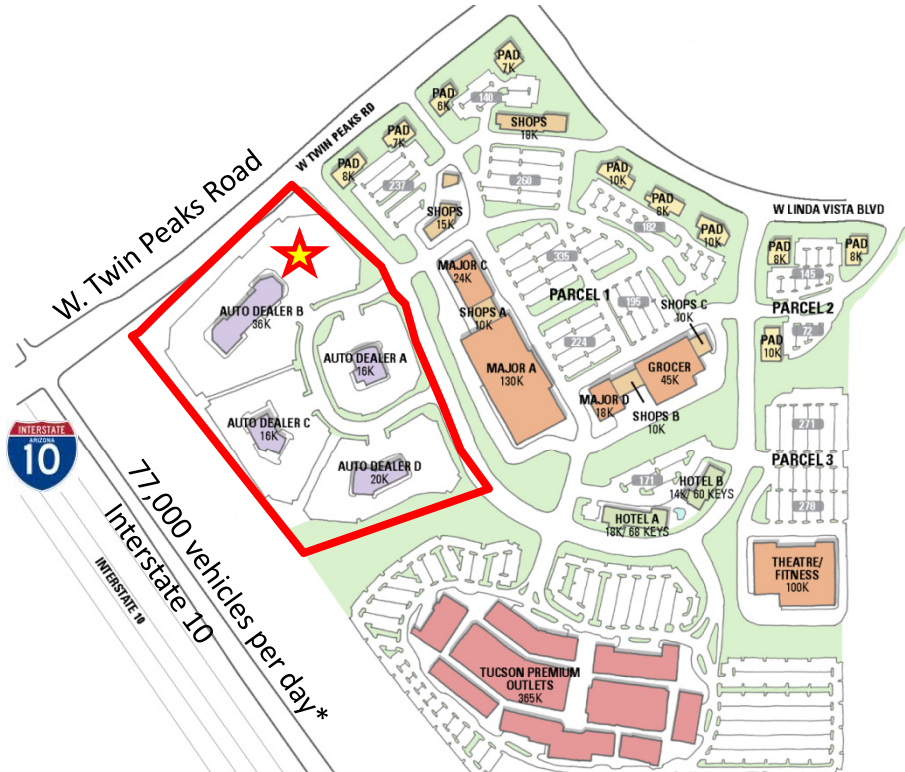 PAD
7K
PAD
6K
140
SHOPS
18K
PAD
7K
W TWIN PEAKS RD
PAD
8K
237
260
PAD
10K
PAD
8K
PAD
10K
182
W LINDA VISTA BLVD
W. Twin Peaks Road
SHOPS
15K
335
PAD
8K
PAD
8K
145
MAJOR C
24K
PARCEL 1
195
SHOPS C
10K
PARCEL 2
72
SHOPS A
10K
224
PAD
10K
AUTO DEALER B
36K
AUTO DEALER A
16K
MAJOR A
130K
GROCER
45K
MAJOR D
18K
SHOPS B
10K
AUTO DEALER C
16K
271
INTERSTATE
ARIZONA
10
AUTO DEALER D
20K
PARCEL 3
171
HOTEL B
14K/ 60 KEYS
278
HOTEL A
18K/ 68 KEYS
77,000 vehicles per day*
Interstate 10
INTERSTATE 10
THEATRE/
FITNESS
100K
TUCSON PREMIUM
OUTLETS
365K